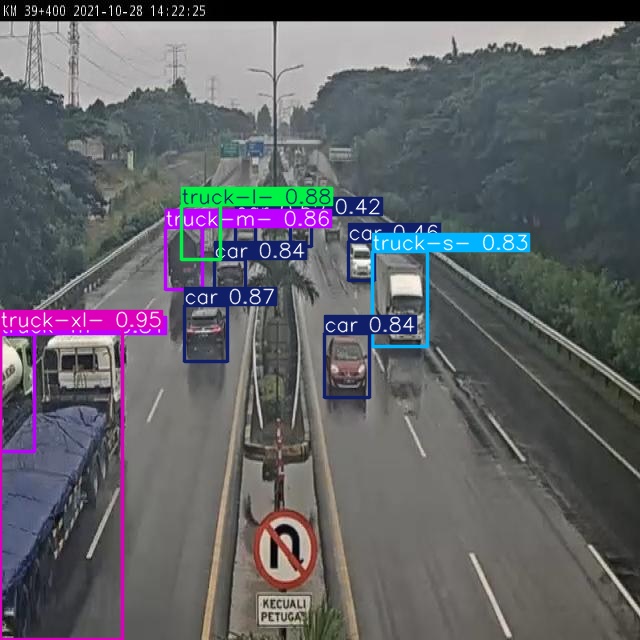 KM 39+400 2021-10-28 14:22:25
truck-l- 0.88
truck-m- 0.86
0.42
car 0.46
car 0.84
truck-s- 0.83
car 0.87
car 0.84
truck-xl- 0.95
KECUALI
PETUGAS